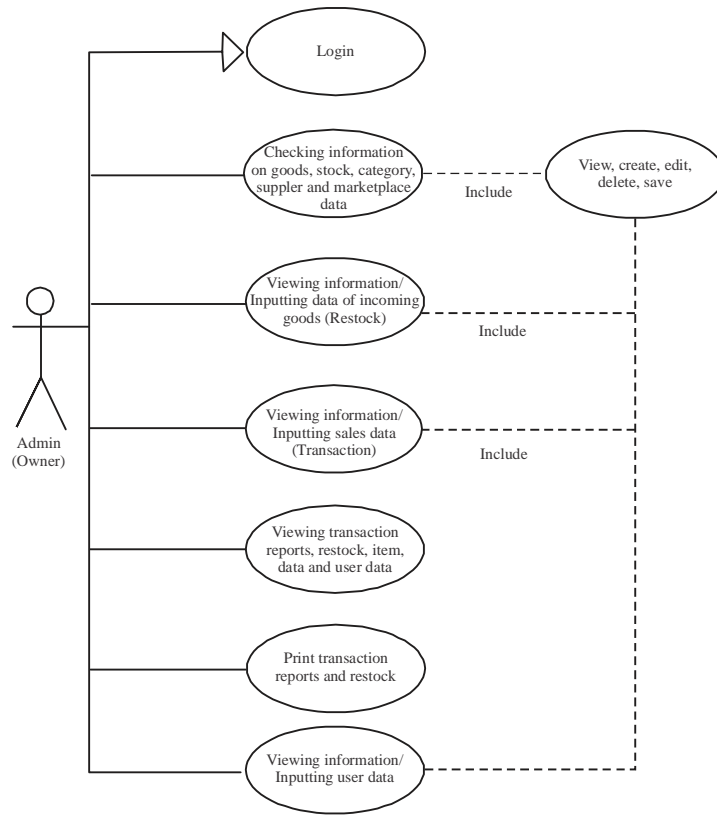 Login
Checking information
on goods, stock, category,
suppler and marketplace
data
Include
View, create, edit,
delete, save
Viewing information/
Inputting data of incoming
goods (Restock)
Include
Admin
(Owner)
Viewing information/
Inputting sales data
(Transaction)
Include
Viewing transaction
reports, restock, item,
data and user data
Print transaction
reports and restock
Viewing information/
Inputting user data